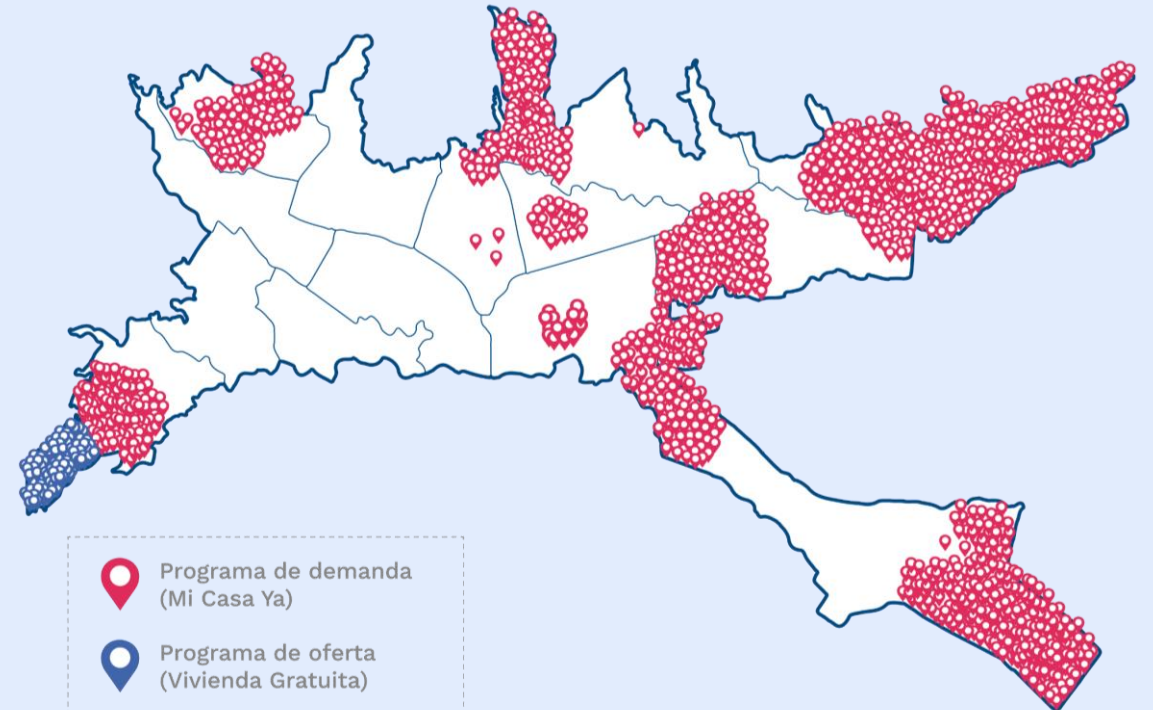 Programa de demanda
(Mi Casa Ya)
Programa de oferta
(Vivienda Gratuita)